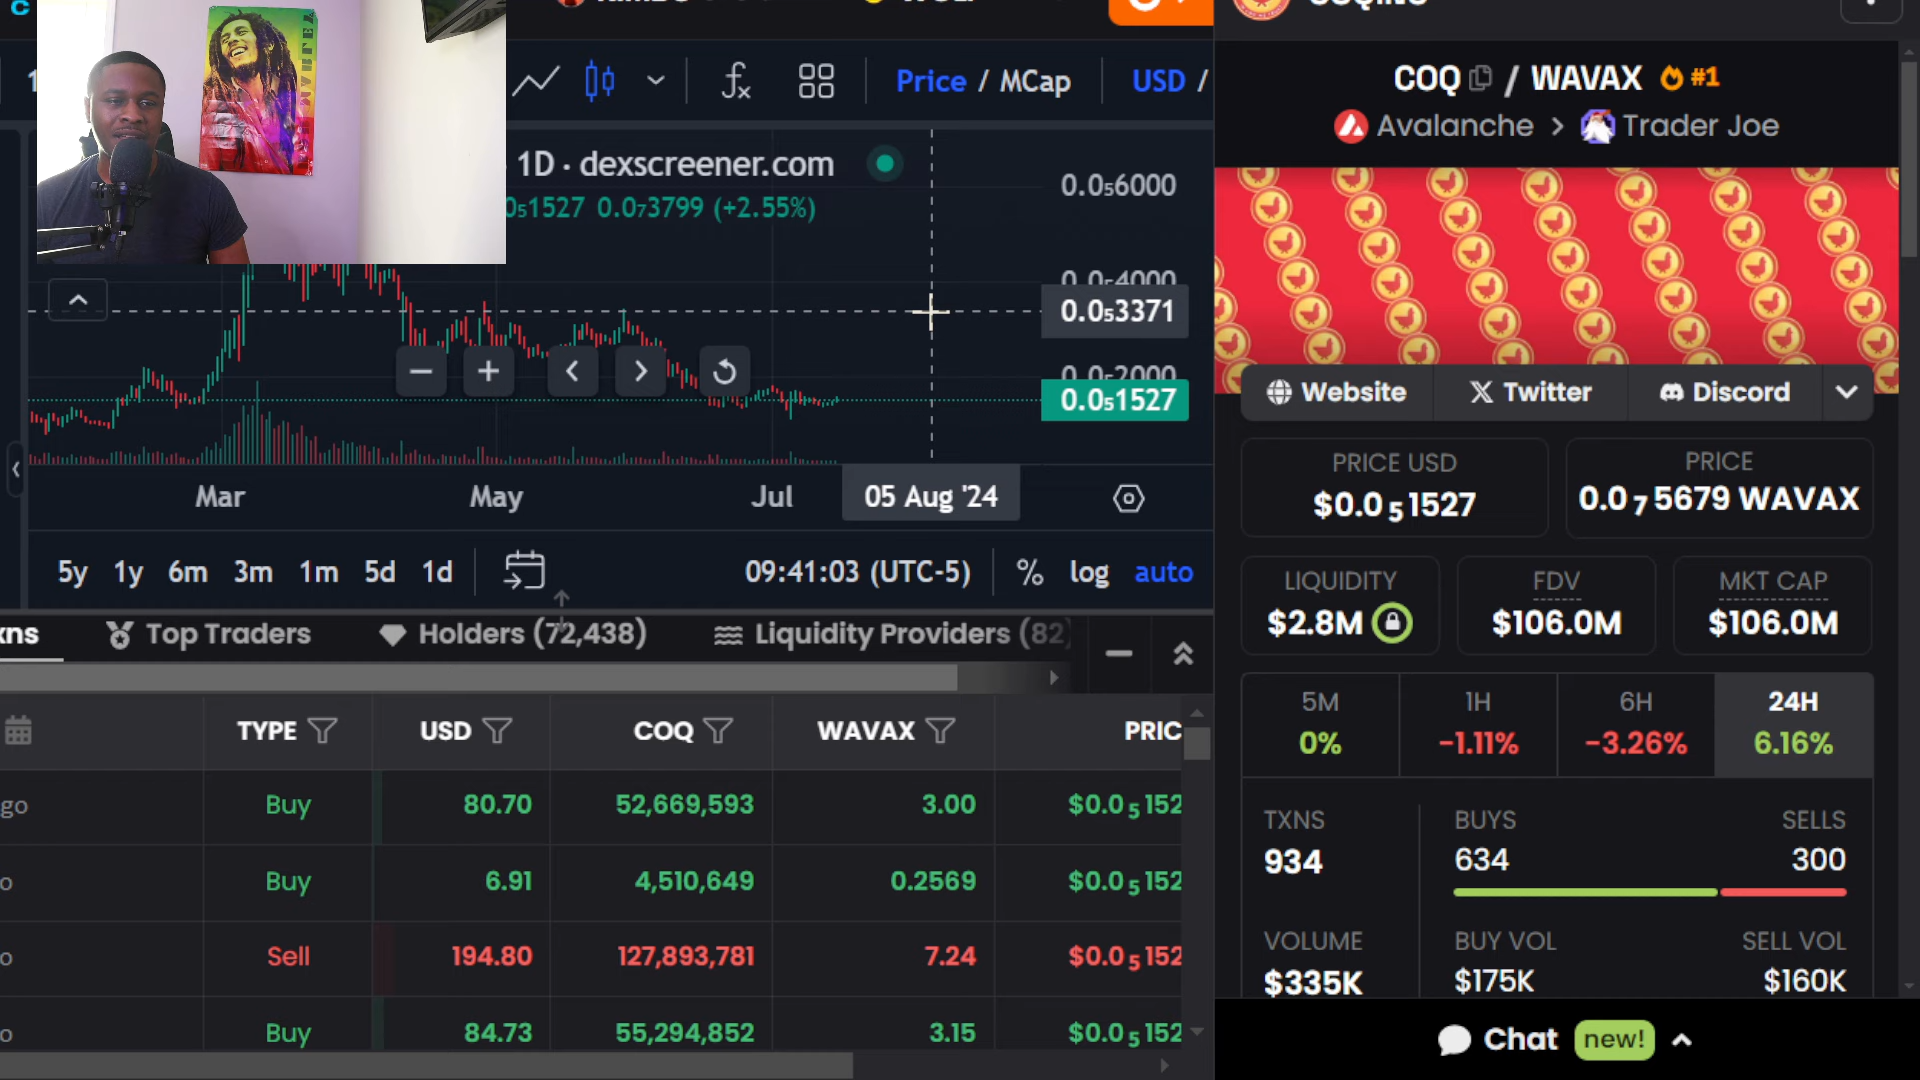 Price / MCap
USD /
1D · dexscreener.com
0₅1527 0.0₇3799 (+2.55%)
0.0₅6000
0.0₅4000
0.0₅3371
0.0₅2000
0.0₅1527
Mar May Jul 05 Aug '24
5y 1y 6m 3m 1m 5d 1d
09:41:03 (UTC-5) % log auto
xns Top Traders Holders (72,438) Liquidity Providers (82)
TYPE USD COQ WAVAX PRIC
go Buy 80.70 52,669,593 3.00 $0.0₅152
o Buy 6.91 4,510,649 0.2569 $0.0₅152
o Sell 194.80 127,893,781 7.24 $0.0₅152
o Buy 84.73 55,294,852 3.15 $0.0₅152
COQ / WAVAX #1
Avalanche > Trader Joe
Website Twitter Discord
PRICE USD
$0.0₅1527
PRICE
0.0₇5679 WAVAX
LIQUIDITY
$2.8M
FDV
$106.0M
MKT CAP
$106.0M
5M 1H 6H 24H
0% -1.11% -3.26% 6.16%
TXNS BUYS SELLS
934 634 300
VOLUME BUY VOL SELL VOL
$335K $175K $160K
Chat new!